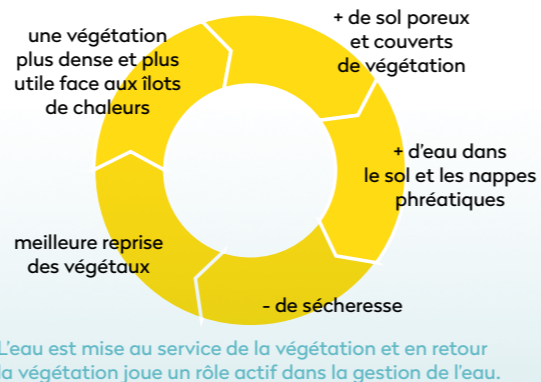 une végétation
plus dense et plus
utile face aux îlots
de chaleurs
+ de sol poreux
et couverts
de végétation
+ d'eau dans
le sol et les nappes
phréatiques
- de sécheresse
meilleure reprise
des végétaux
L'eau est mise au service de la végétation et en retour
la végétation joue un rôle actif dans la gestion de l'eau.